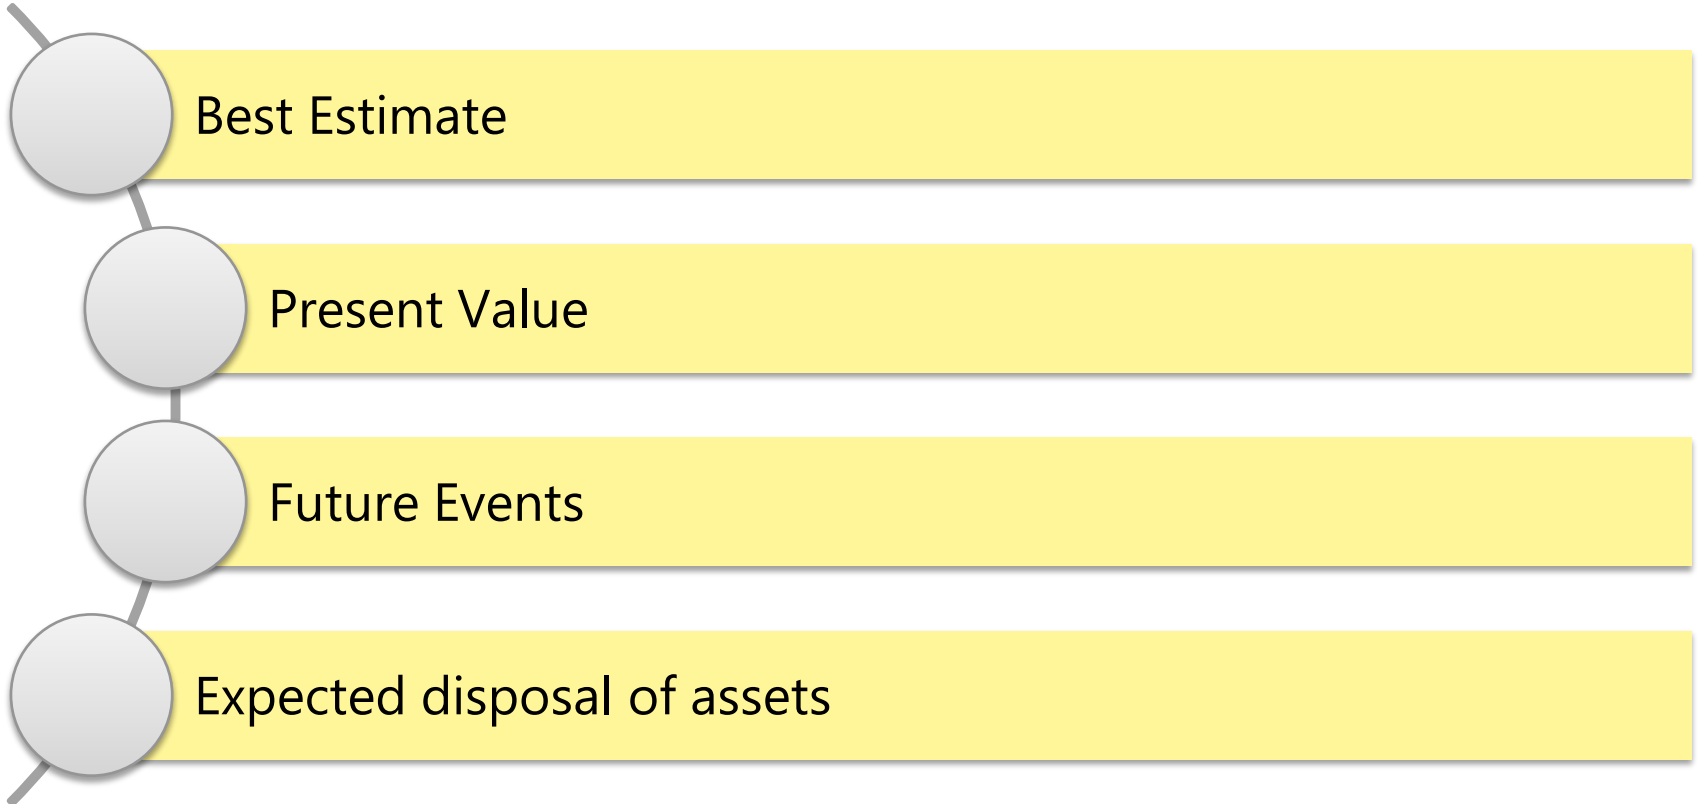 Best Estimate
Present Value
Future Events
Expected disposal of assets